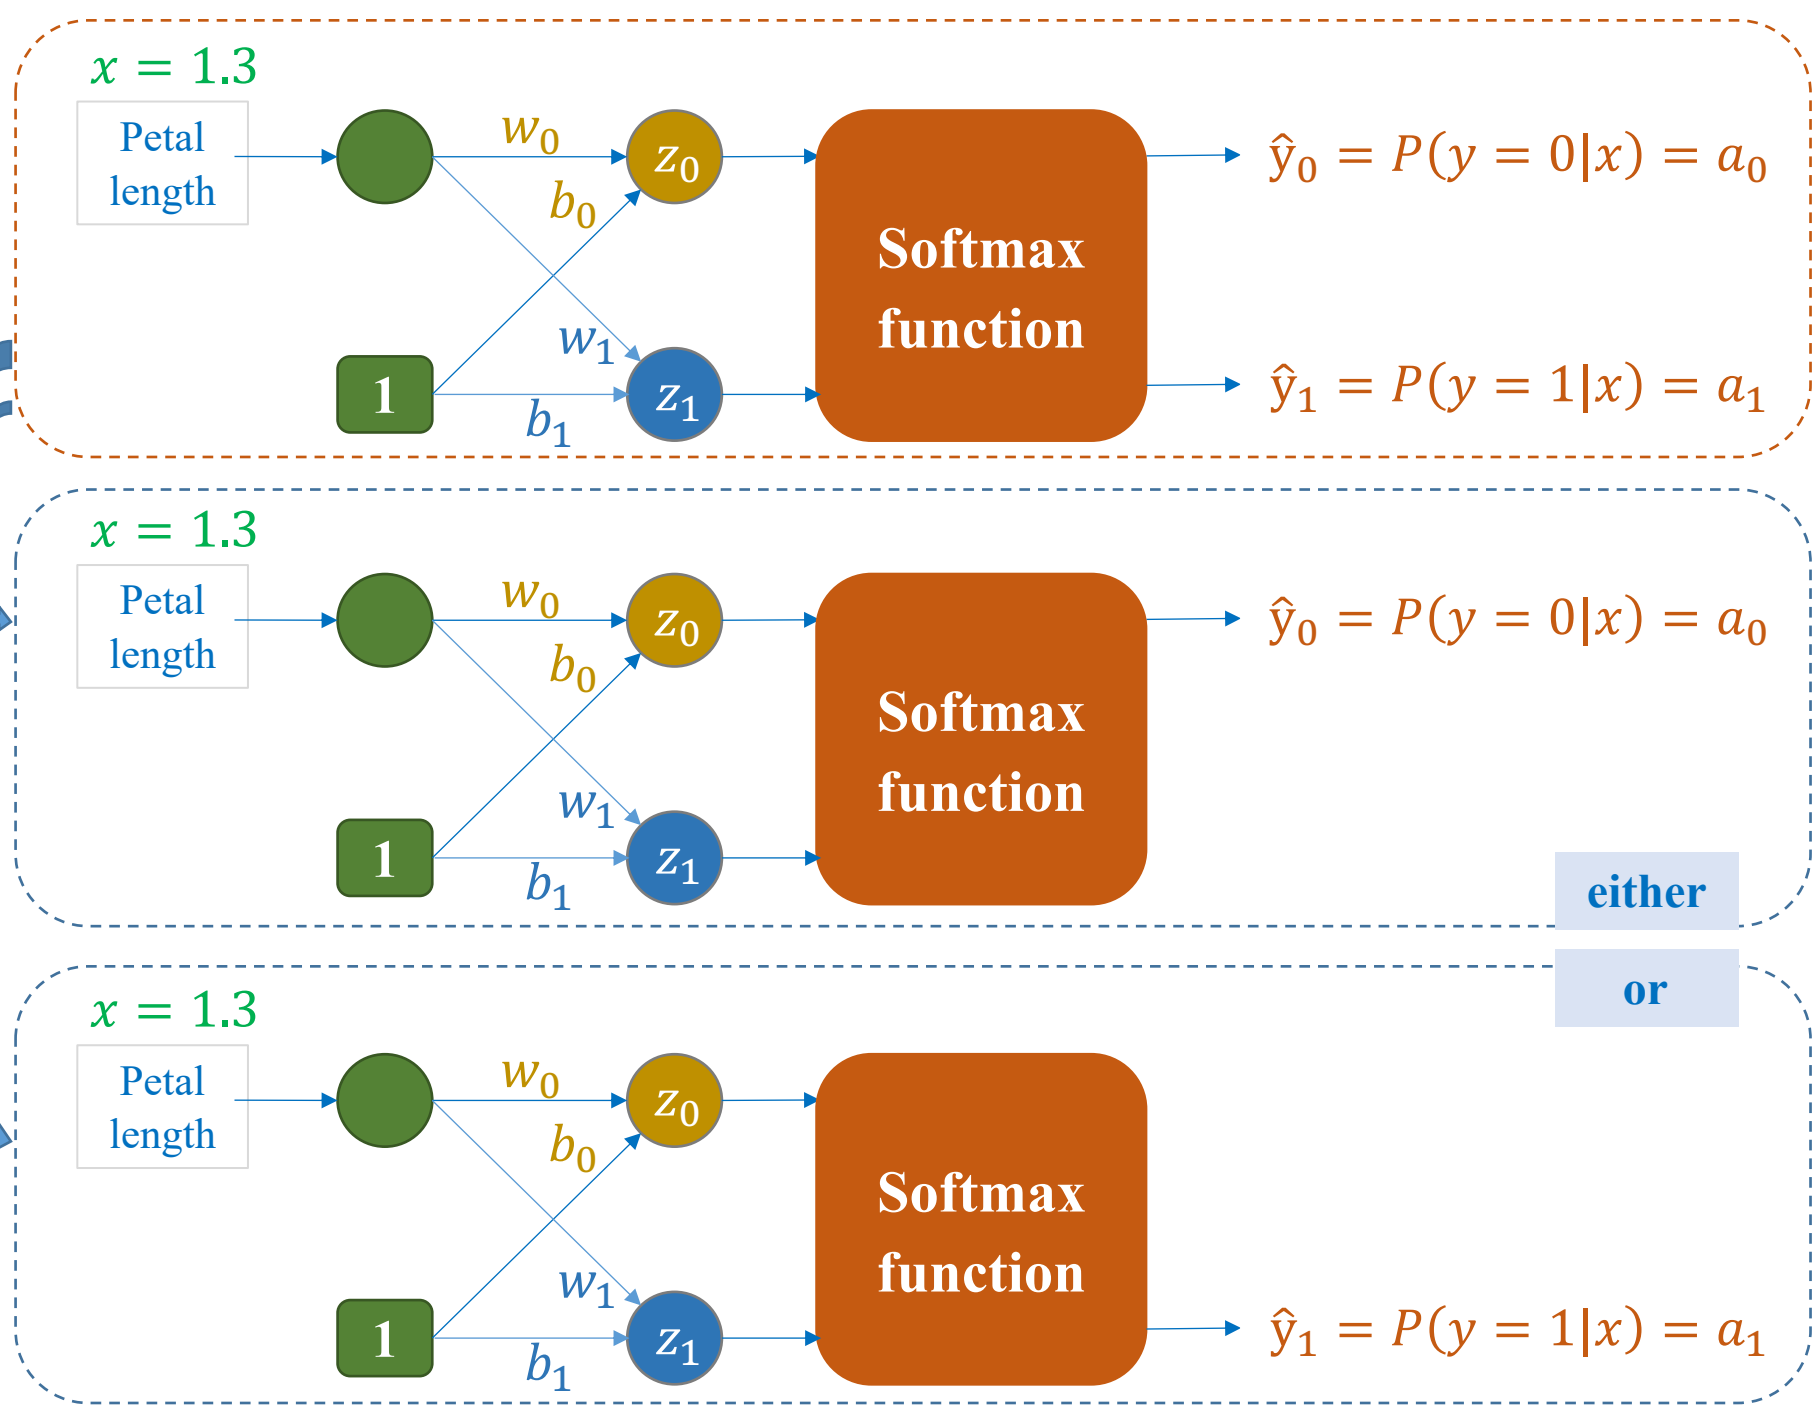 x = 1.3
Petal
length
w₀
b₀
w₁
b₁
1
z₀
z₁
Softmax
function
ŷ₀ = P(y = 0|x) = a₀
ŷ₁ = P(y = 1|x) = a₁
x = 1.3
Petal
length
w₀
b₀
w₁
b₁
1
z₀
z₁
Softmax
function
ŷ₀ = P(y = 0|x) = a₀
either
or
x = 1.3
Petal
length
w₀
b₀
w₁
b₁
1
z₀
z₁
Softmax
function
ŷ₁ = P(y = 1|x) = a₁